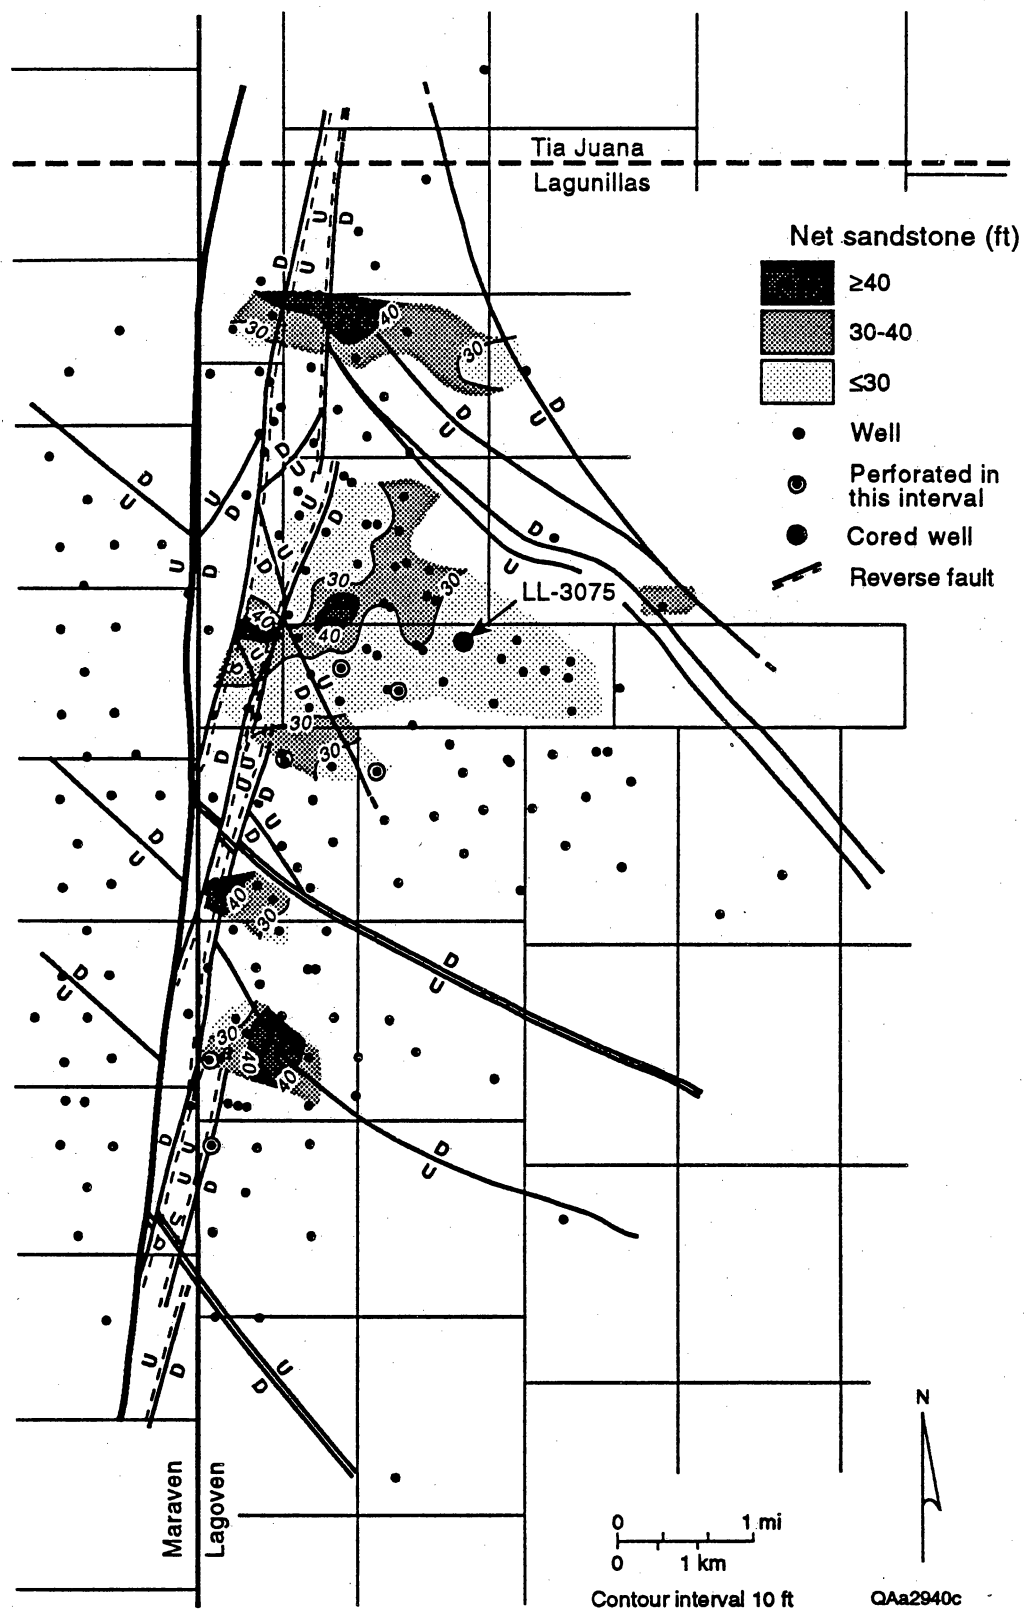 Tia Juana
Lagunillas
Net sandstone (ft)
≥40
30-40
≤30
Well
Perforated in
this interval
Cored well
Reverse fault
U
D
D
U
40
30
30
D
U
D
U
D
U
D
U
U
D
D
U
U
D
D
U
U
D
U
D
30
30
LL-3075
40
40
U
D
U
30
30
D
U
U
D
U
D
D
U
40
30
D
U
D
U
30
40
40
D
U
D
U
U
D
U
D
U
D
U
D
Maraven
Lagoven
N
0
1 mi
0
1 km
Contour interval 10 ft
QAa2940c